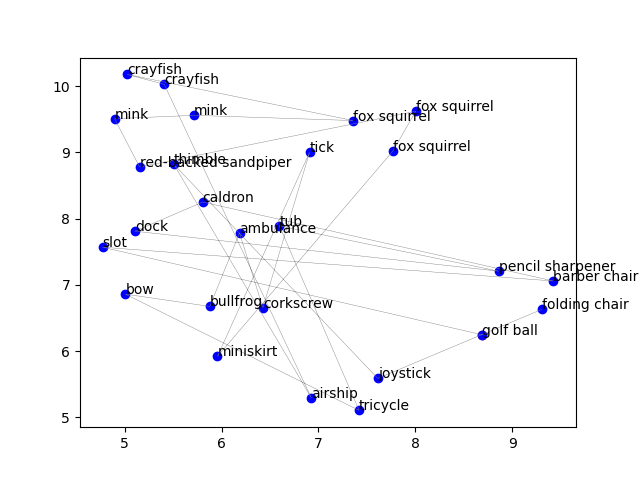 crayfish
crayfish
fox squirrel
mink
mink
fox squirrel
tick
fox squirrel
thimble
red-backed sandpiper
caldron
tub
dock
ambulance
slot
pencil sharpener
barber chair
bow
bullfrog
corkscrew
folding chair
golf ball
miniskirt
joystick
airship
tricycle
10
9
8
7
6
5
5
6
7
8
9